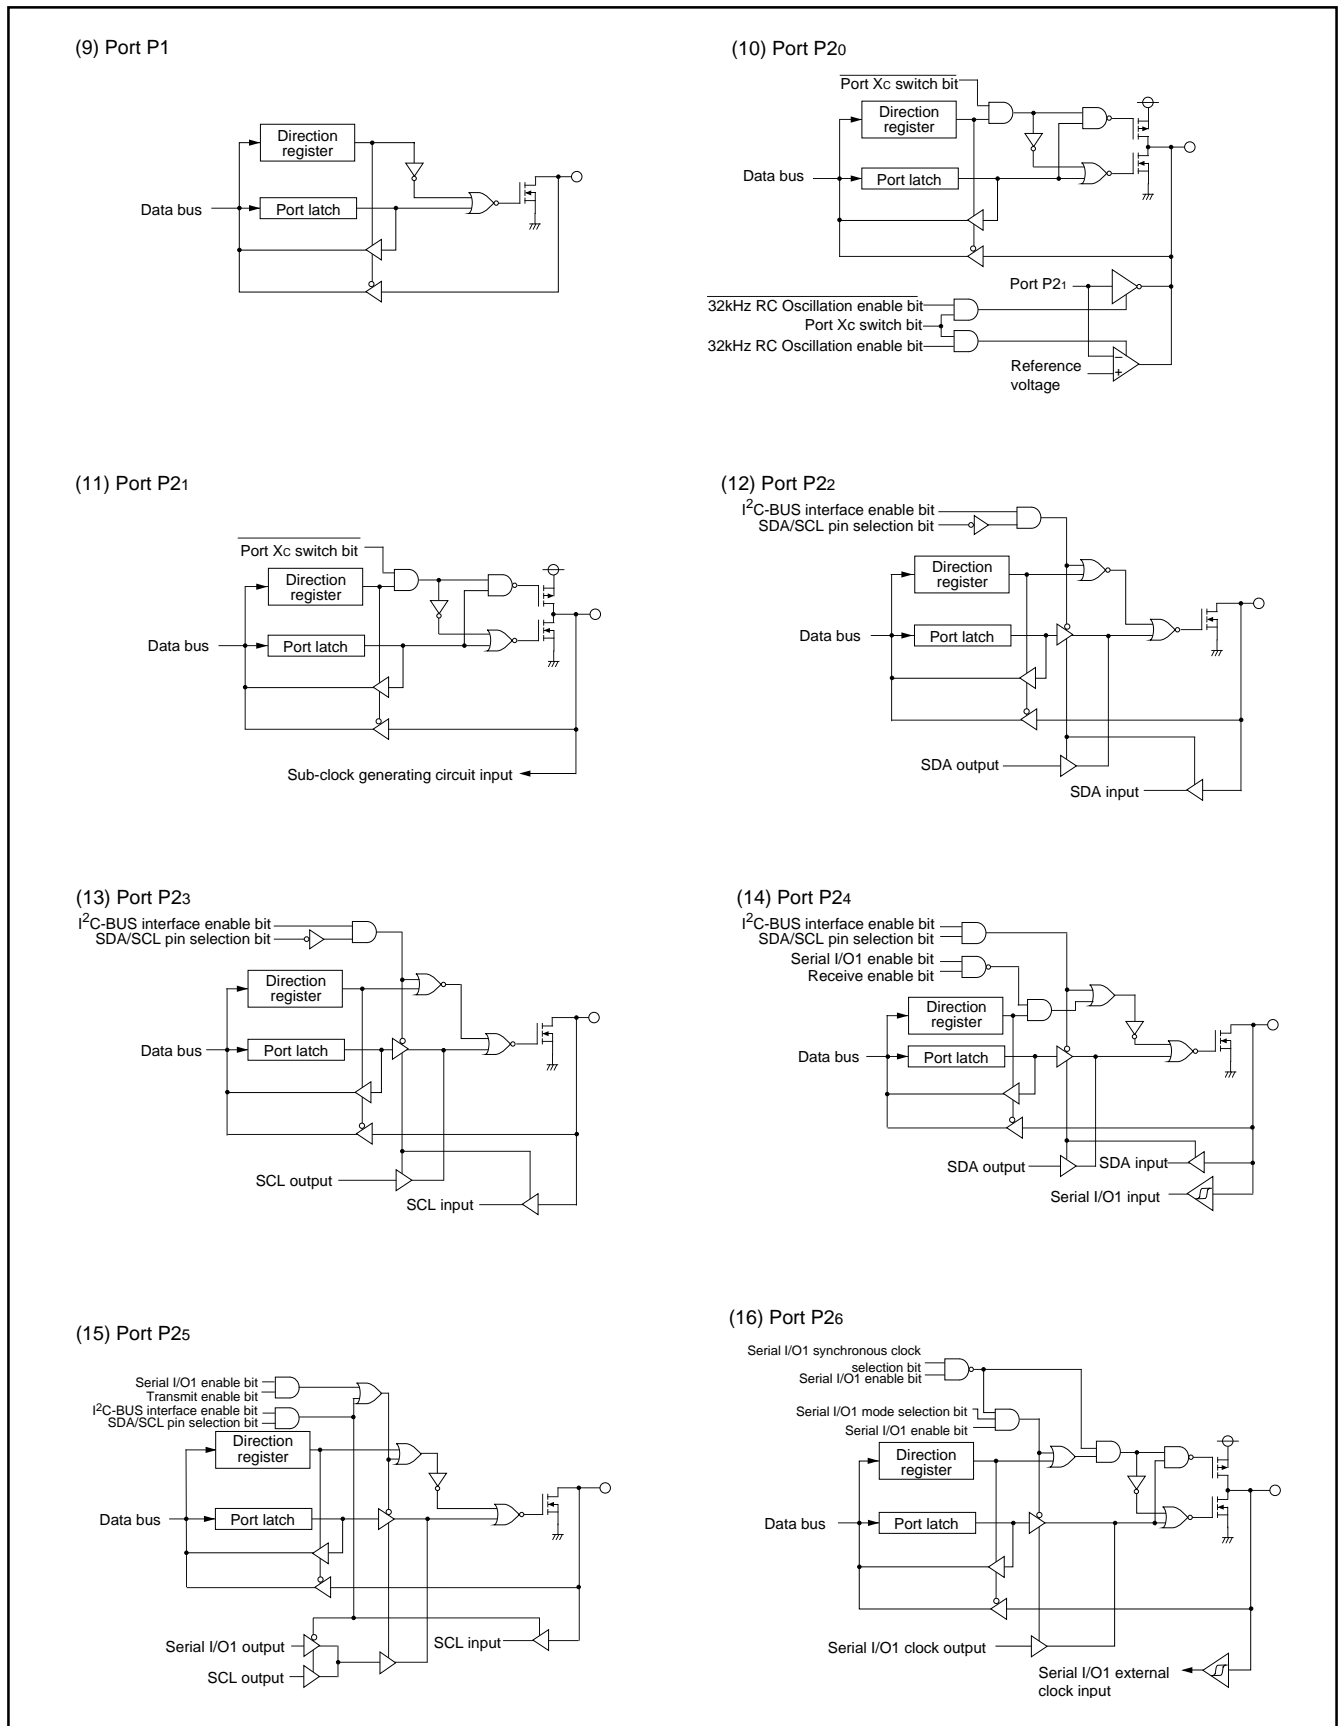 (9) Port P1
Direction
register
Data bus
Port latch
(10) Port P20
Port XC switch bit
Direction
register
Data bus
Port latch
Port P21
32kHz RC Oscillation enable bit
Port XC switch bit
32kHz RC Oscillation enable bit
−
+
Reference
voltage
(11) Port P21
Port XC switch bit
Direction
register
Data bus
Port latch
Sub-clock generating circuit input
(12) Port P22
I2C-BUS interface enable bit
SDA/SCL pin selection bit
Direction
register
Data bus
Port latch
SDA output
SDA input
(13) Port P23
I2C-BUS interface enable bit
SDA/SCL pin selection bit
Direction
register
Data bus
Port latch
SCL output
SCL input
(14) Port P24
I2C-BUS interface enable bit
SDA/SCL pin selection bit
Serial I/O1 enable bit
Receive enable bit
Direction
register
Data bus
Port latch
SDA output
SDA input
Serial I/O1 input
(15) Port P25
Serial I/O1 enable bit
Transmit enable bit
I2C-BUS interface enable bit
SDA/SCL pin selection bit
Direction
register
Data bus
Port latch
Serial I/O1 output
SCL input
SCL output
(16) Port P26
Serial I/O1 synchronous clock
selection bit
Serial I/O1 enable bit
Serial I/O1 mode selection bit
Serial I/O1 enable bit
Direction
register
Data bus
Port latch
Serial I/O1 clock output
Serial I/O1 external
clock input